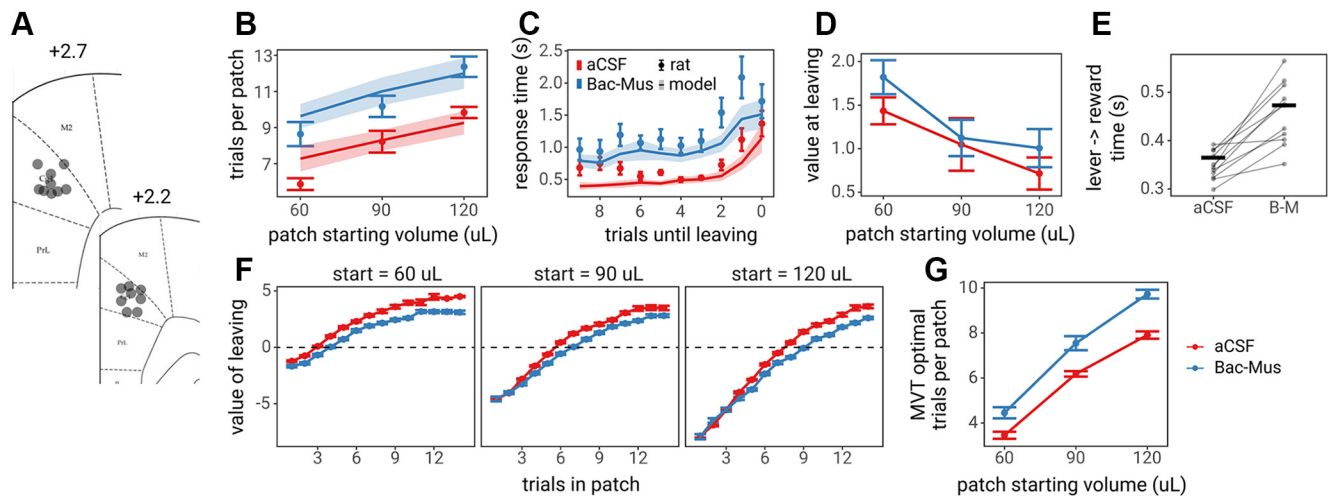 A
+2.7
M2
PrL
+2.2
M2
PrL
B
trials per patch
13
11
9
7
60
90
120
patch starting volume (uL)
C
response time (s)
2.5
2.0
1.5
1.0
0.5
aCSF
rat
Bac-Mus
model
8
6
4
2
0
trials until leaving
D
value at leaving
2.0
1.5
1.0
0.5
60
90
120
patch starting volume (uL)
E
lever -> reward
time (s)
0.5
0.4
0.3
aCSF
B-M
F
value of leaving
start = 60 uL
start = 90 uL
start = 120 uL
5
0
-5
3
6
9
12
3
6
9
12
3
6
9
12
trials in patch
G
MVT optimal
trials per patch
10
8
6
4
60
90
120
patch starting volume (uL)
aCSF
Bac-Mus